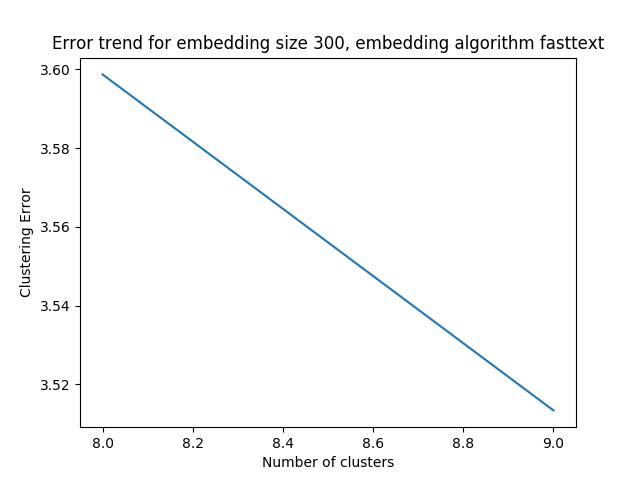 Error trend for embedding size 300, embedding algorithm fasttext
3.60
3.58
3.56
3.54
3.52
Clustering Error
8.0 8.2 8.4 8.6 8.8 9.0
Number of clusters